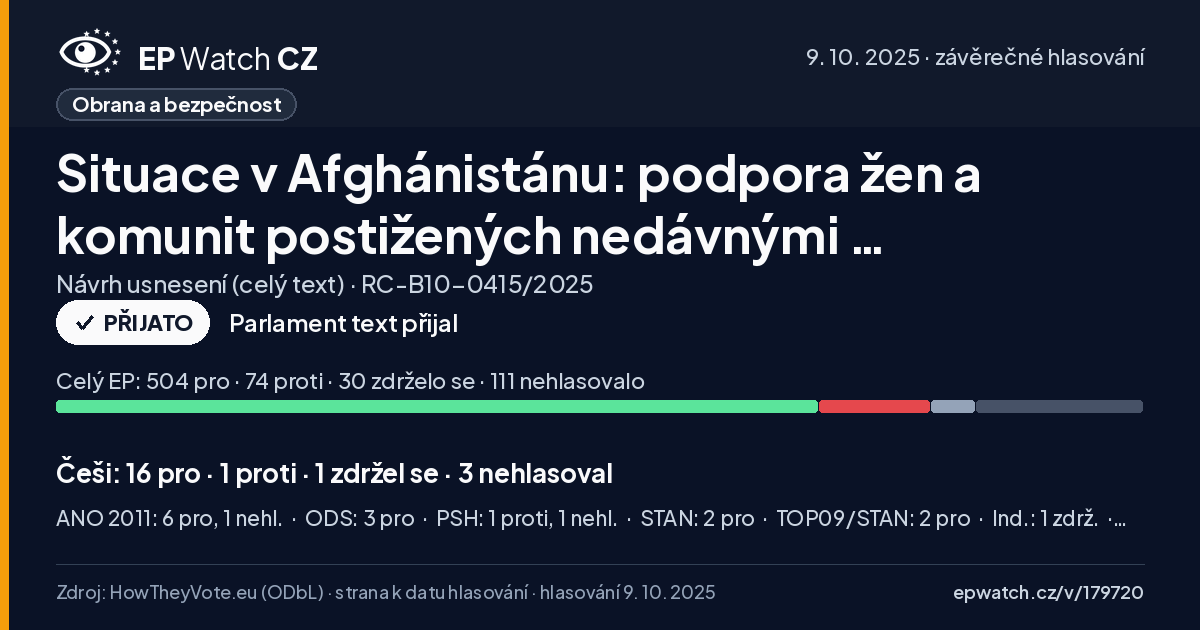 EP Watch CZ
9. 10. 2025 · závěrečné hlasování
Obrana a bezpečnost
Situace v Afghánistánu: podpora žen a
komunit postižených nedávnými …
Návrh usnesení (celý text) · RC-B10-0415/2025
✓ PŘIJATO Parlament text přijal
Celý EP: 504 pro · 74 proti · 30 zdrželo se · 111 nehlasovalo
Češi: 16 pro · 1 proti · 1 zdržel se · 3 nehlasoval
ANO 2011: 6 pro, 1 nehl. · ODS: 3 pro · PSH: 1 proti, 1 nehl. · STAN: 2 pro · TOP09/STAN: 2 pro · Ind.: 1 zdrž. ·…
Zdroj: HowTheyVote.eu (ODbL) · strana k datu hlasování · hlasování 9. 10. 2025
epwatch.cz/v/179720